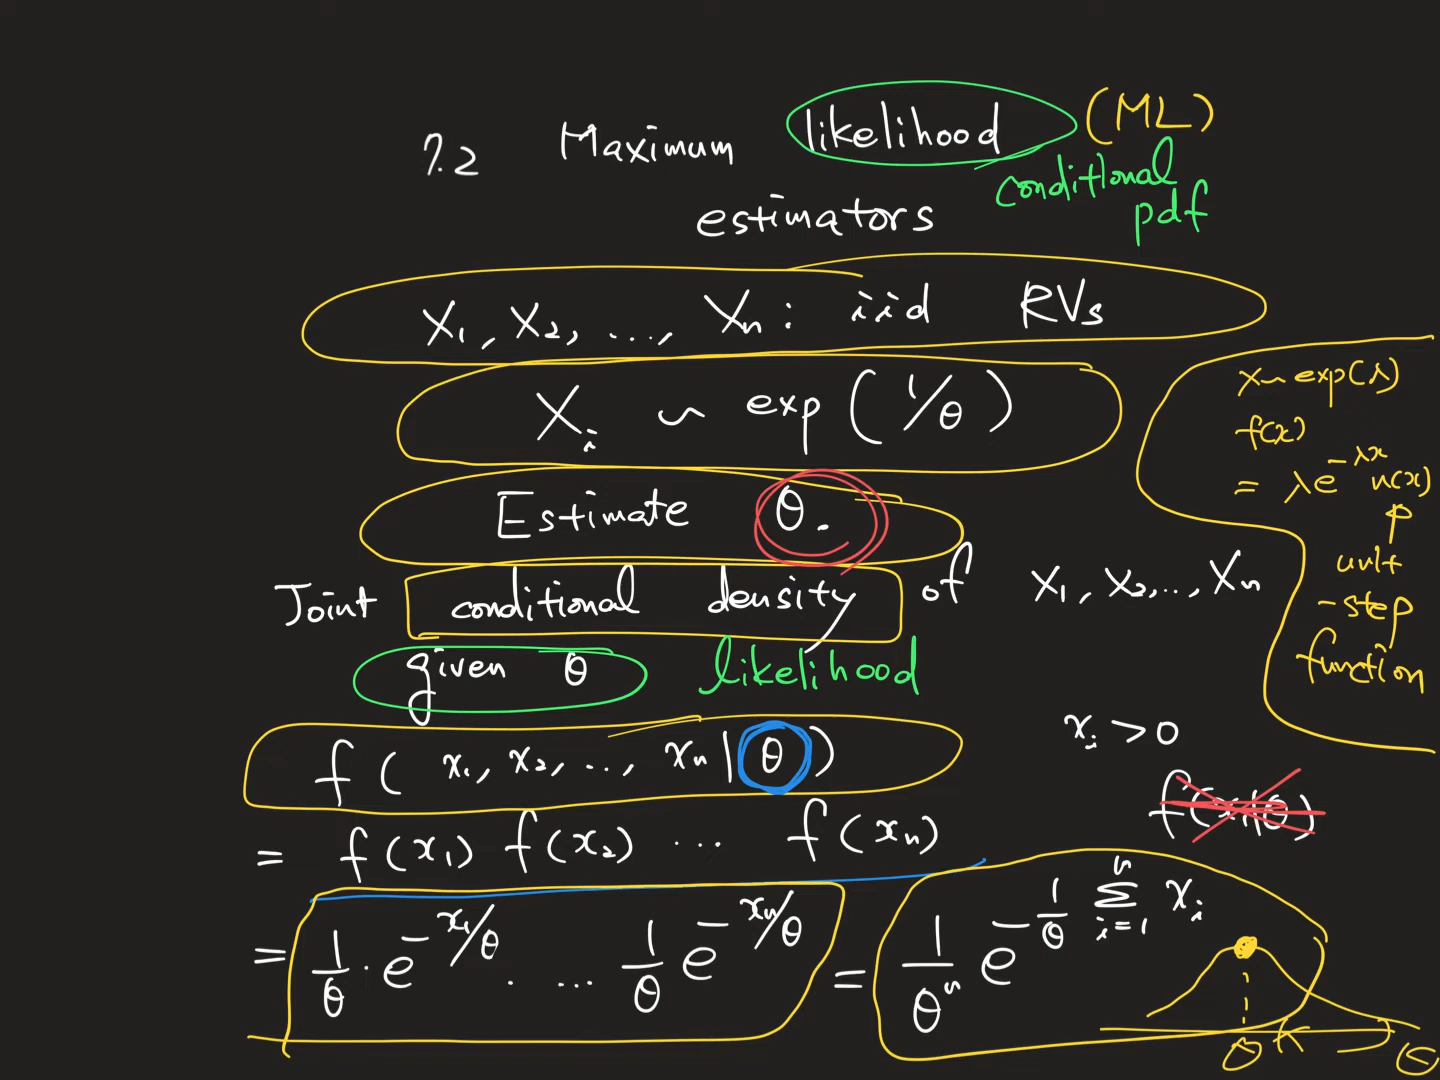 7.2 Maximum likelihood (ML)
conditional
pdf
estimators
X₁, X₂, ..., Xₙ : iid RVs
Xᵢ ~ exp (1/θ)
Estimate θ.
Joint conditional density of X₁, X₂, ..., Xₙ
given θ likelihood
f( x₁, x₂, ..., xₙ | θ )
xᵢ > 0
= f(x₁) f(x₂) ... f(xₙ)
= 1/θ · e^{-x₁/θ} · ... 1/θ e^{-xₙ/θ} = 1/θⁿ e^{-1/θ Σ_{i=1}^{n} xᵢ}
X ~ exp(λ)
f(x)
= λe^{-λx} u(x)
unit
-step
function